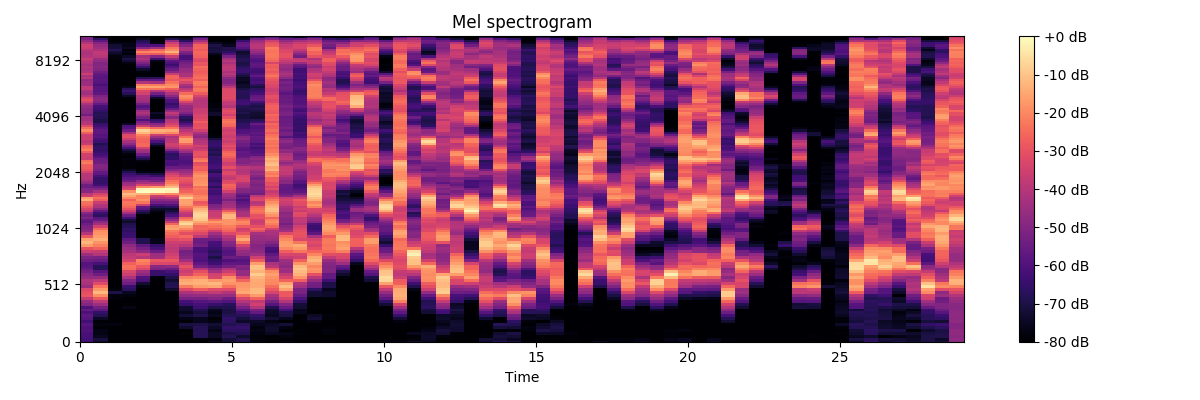 Mel spectrogram
+0 dB
8192
-10 dB
4096
-20 dB
-30 dB
2048
-40 dB
Hz
1024
-50 dB
-60 dB
512
-70 dB
0
-80 dB
0 5 10 15 20 25
Time